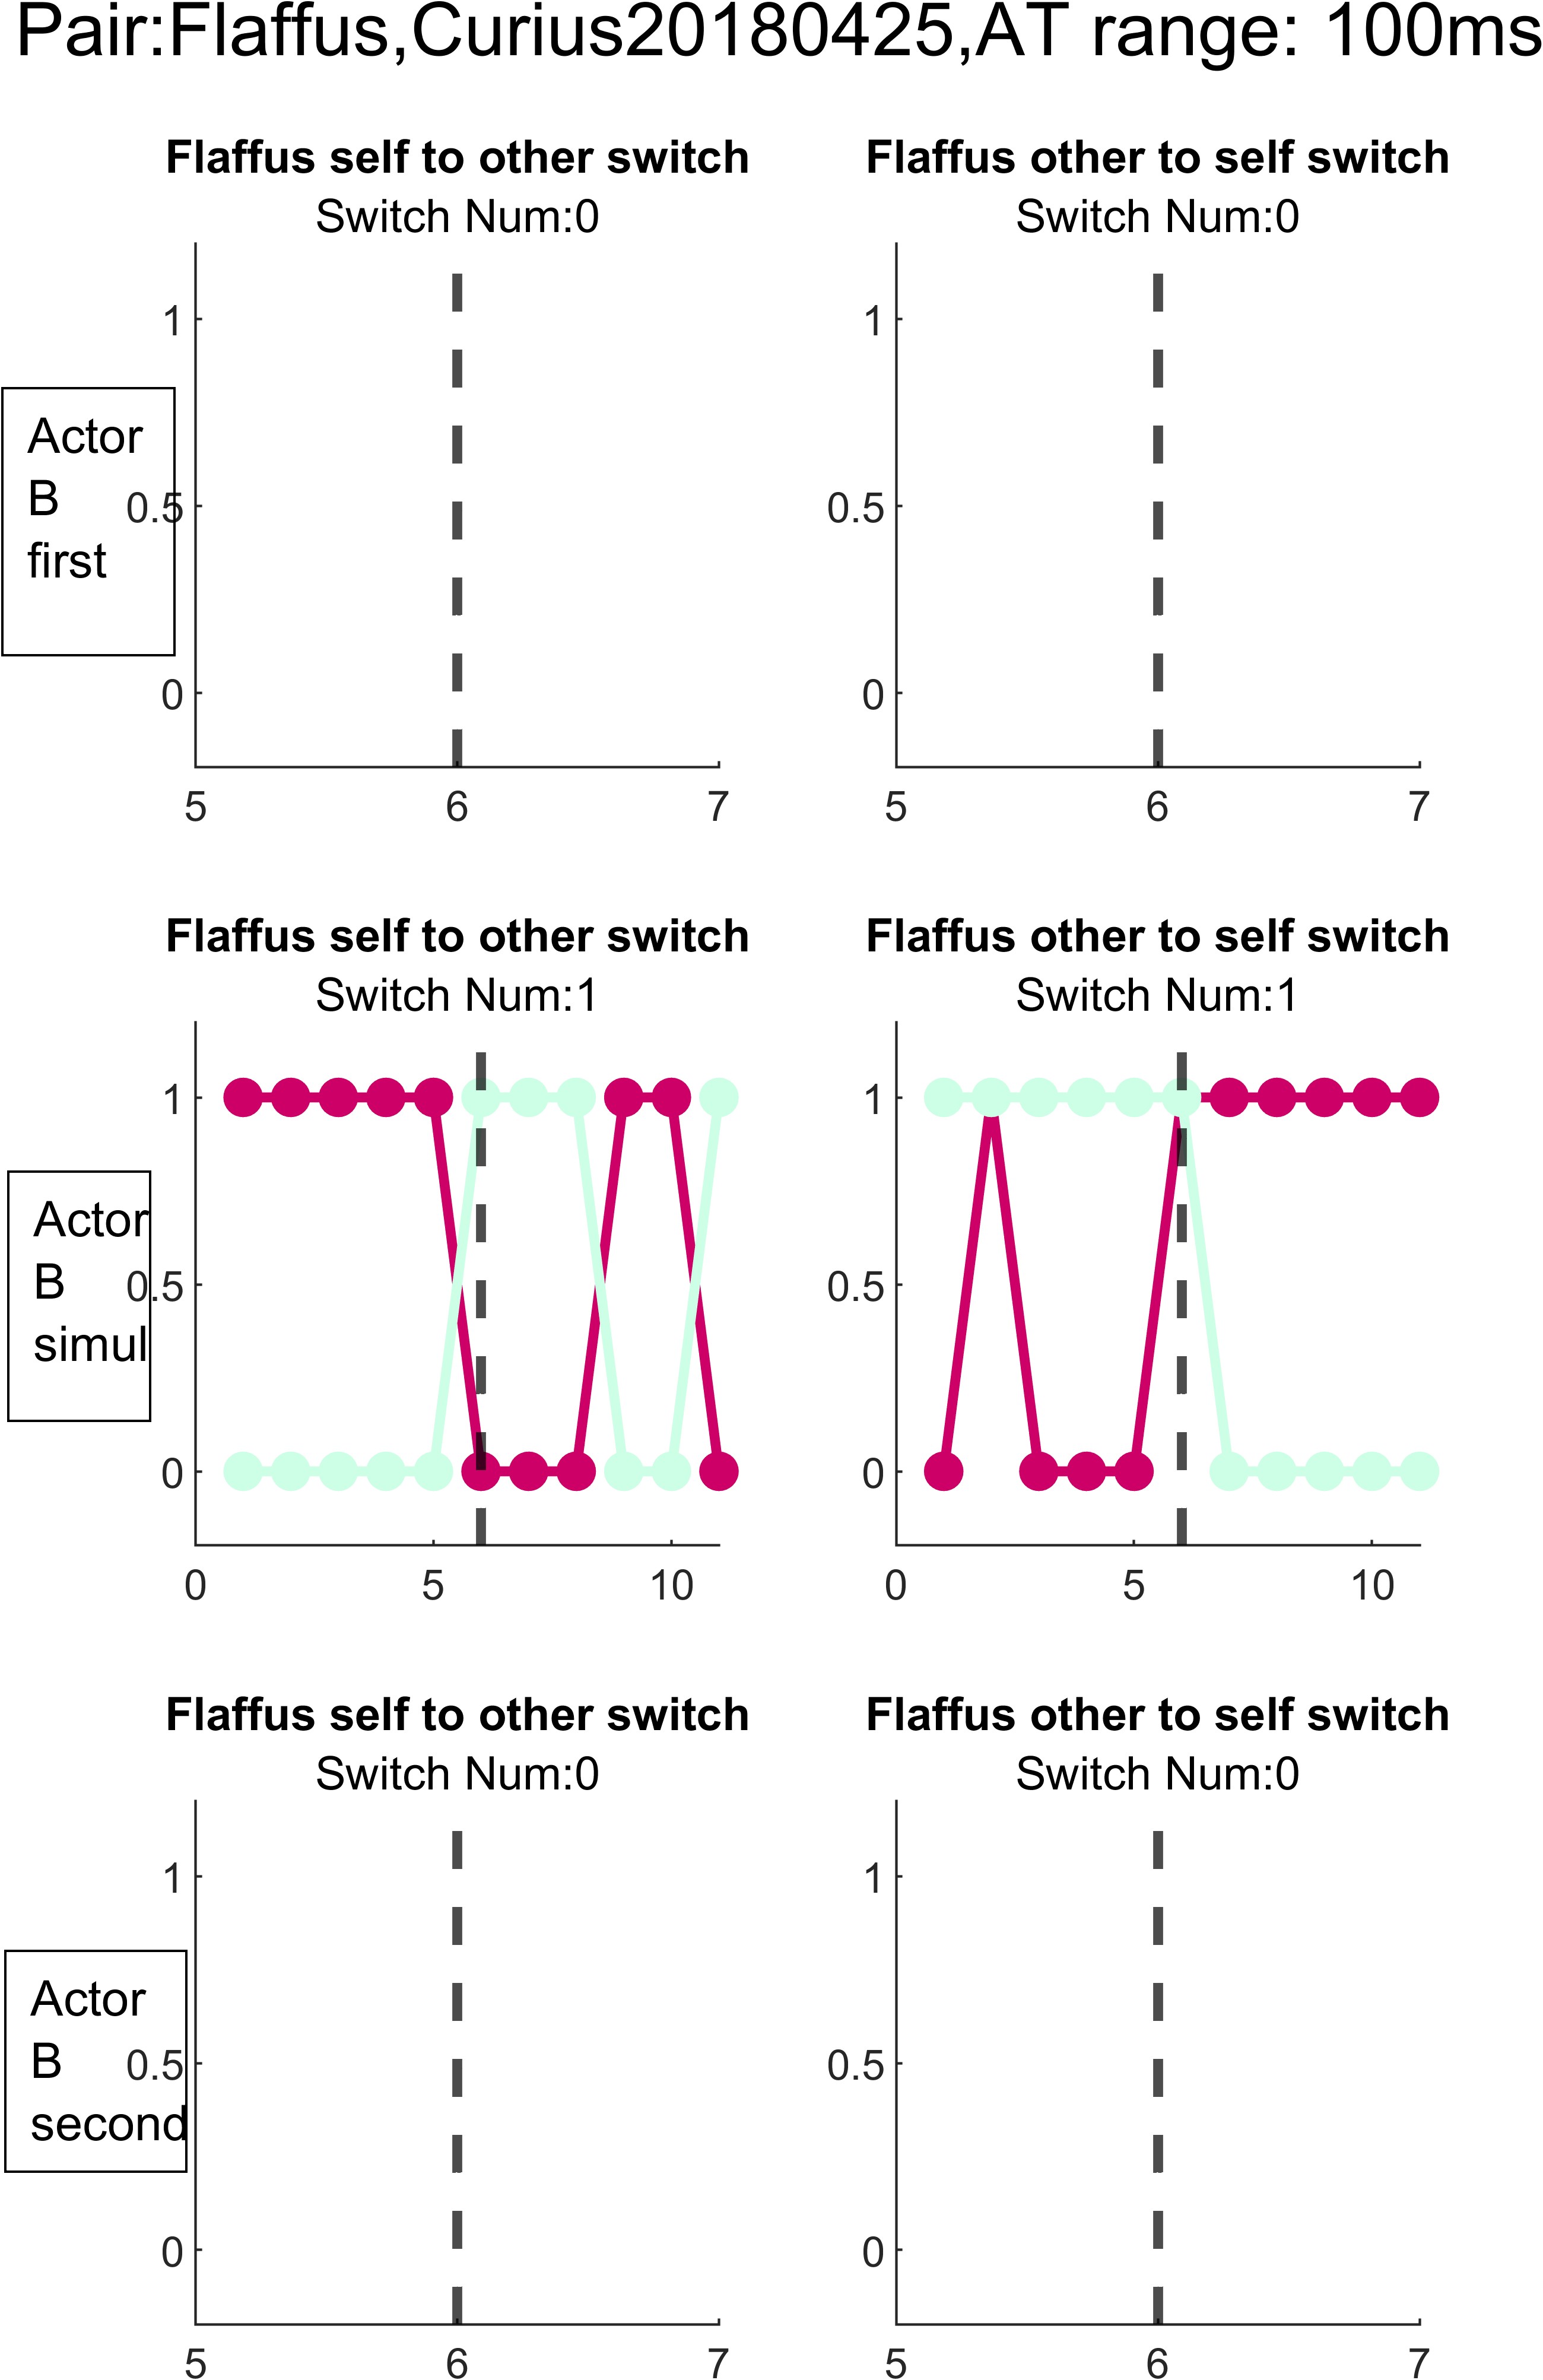 Pair:Flaffus,Curius20180425,AT range: 100ms
Flaffus self to other switch
Switch Num:0
1
0.5
0
5 6 7
Flaffus other to self switch
Switch Num:0
1
0.5
0
5 6 7
Actor
B
first
Flaffus self to other switch
Switch Num:1
1
0.5
0
0 5 10
Flaffus other to self switch
Switch Num:1
1
0.5
0
0 5 10
Actor
B
simul
Flaffus self to other switch
Switch Num:0
1
0.5
0
5 6 7
Flaffus other to self switch
Switch Num:0
1
0.5
0
5 6 7
Actor
B
second